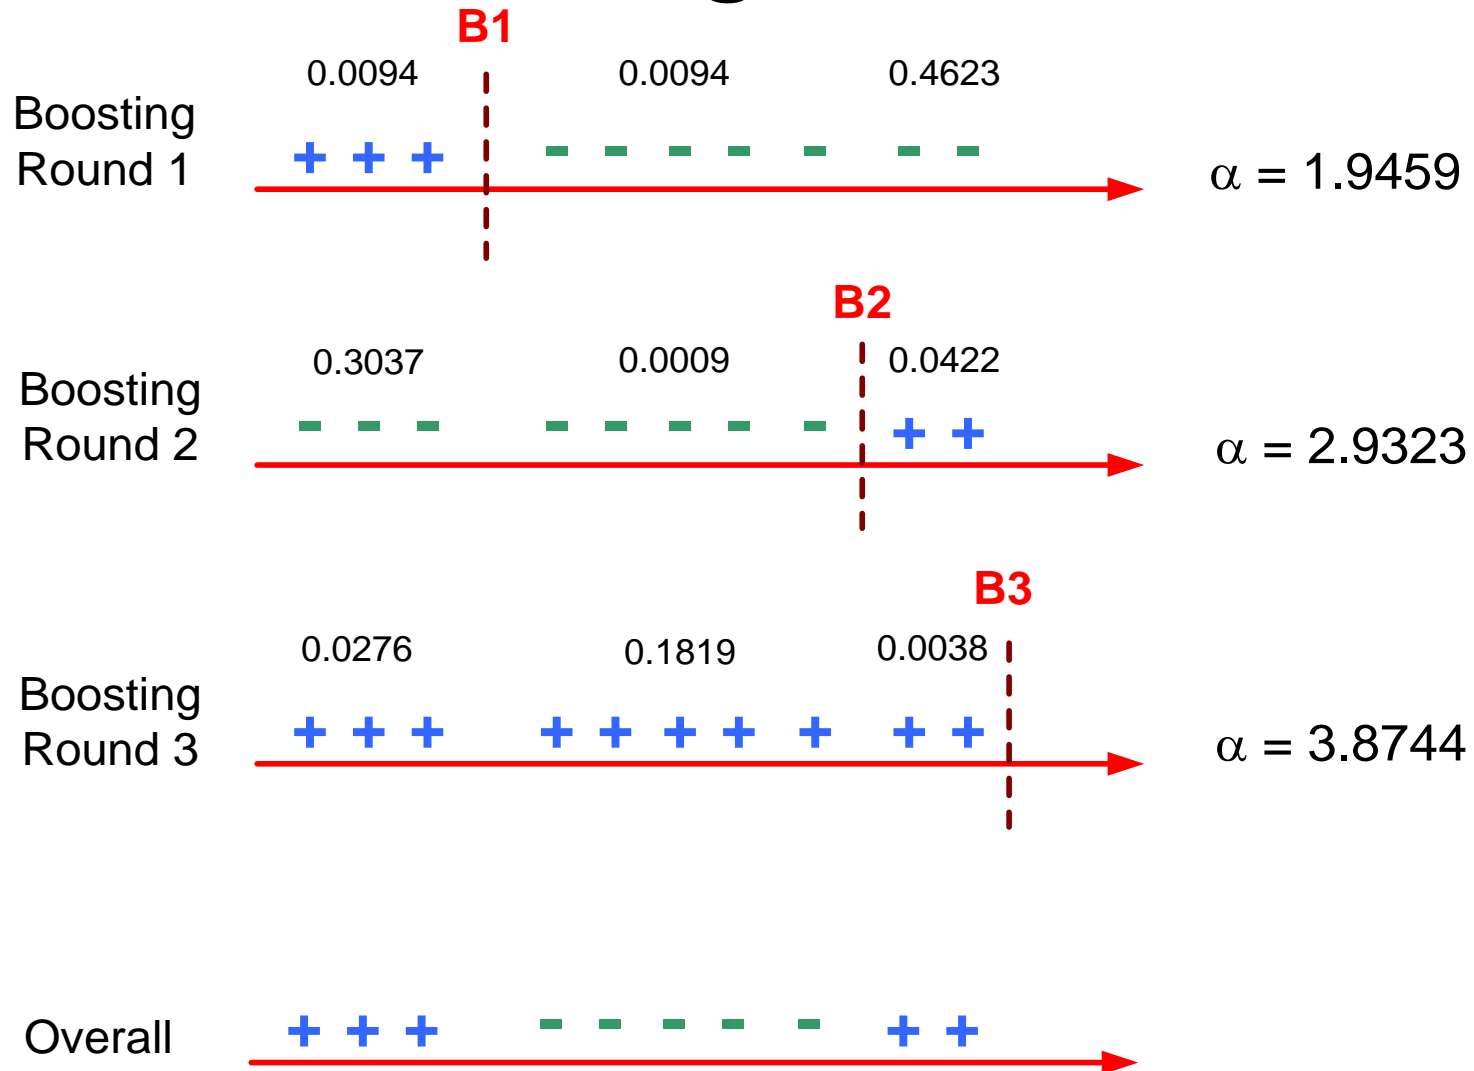 B1
0.0094 0.0094 0.4623
Boosting
Round 1
+ + + - - - - - - -
α = 1.9459
B2
0.3037 0.0009 0.0422
Boosting
Round 2
- - - - - - - - + +
α = 2.9323
B3
0.0276 0.1819 0.0038
Boosting
Round 3
+ + + + + + + + + +
α = 3.8744
Overall
+ + + - - - - - + +